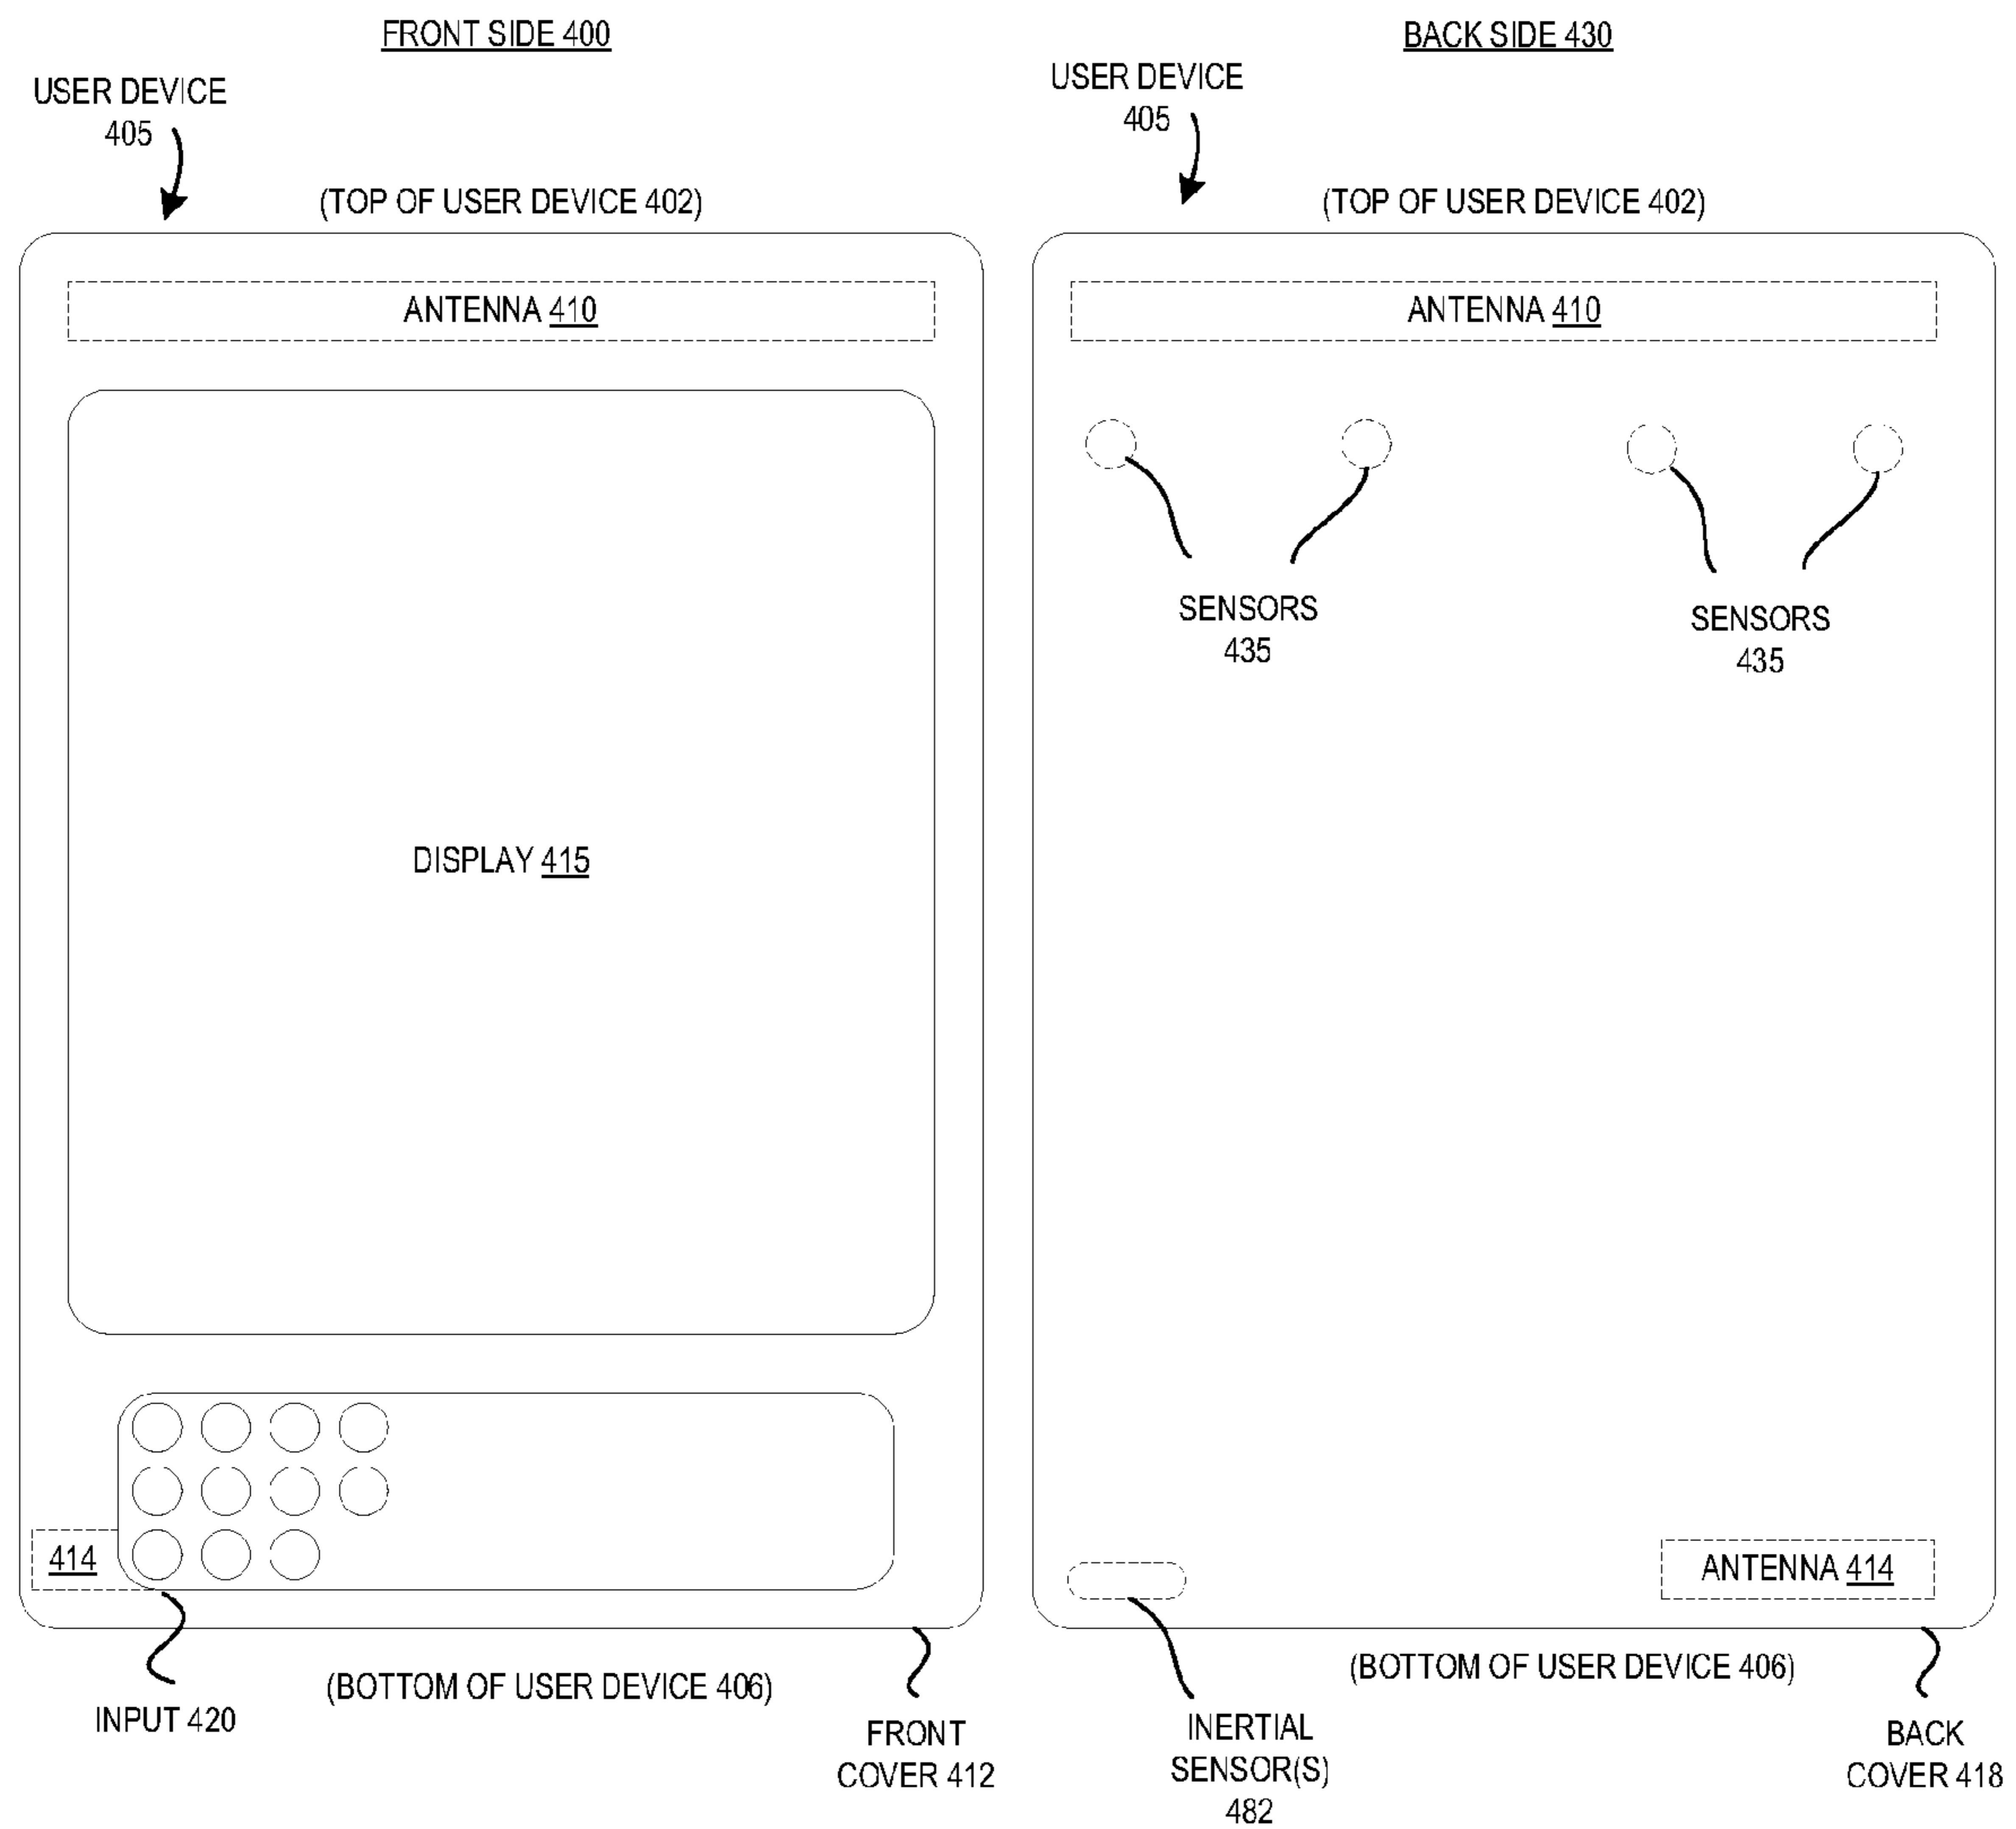 FRONT SIDE 400
USER DEVICE
405
(TOP OF USER DEVICE 402)
ANTENNA 410
DISPLAY 415
414
INPUT 420
(BOTTOM OF USER DEVICE 406)
FRONT
COVER 412
BACK SIDE 430
USER DEVICE
405
(TOP OF USER DEVICE 402)
ANTENNA 410
SENSORS
435
SENSORS
435
ANTENNA 414
(BOTTOM OF USER DEVICE 406)
INERTIAL
SENSOR(S)
482
BACK
COVER 418